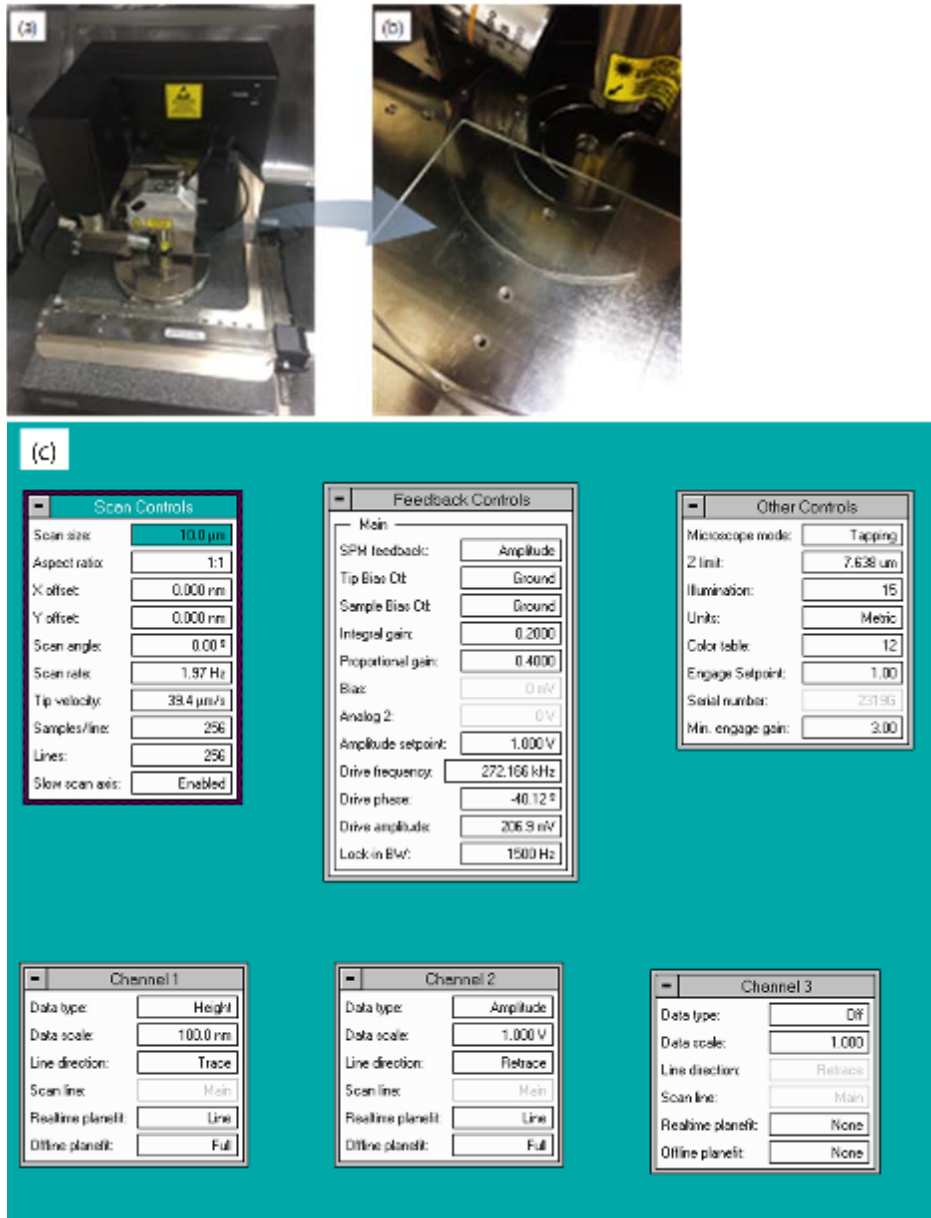 (a)
(b)
(c)
Scan Controls
Scan size: 10.0 µm
Aspect ratio: 1:1
X offset: 0.000 nm
Y offset: 0.000 nm
Scan angle: 0.00 º
Scan rate: 1.97 Hz
Tip velocity: 39.4 µm/s
Samples/line: 256
Lines: 256
Slow scan axis: Enabled
Feedback Controls
Main
SPM feedback: Amplitude
Tip Bias Ctl: Ground
Sample Bias Ctl: Ground
Integral gain: 0.2000
Proportional gain: 0.4000
Bias: 0 mV
Analog 2: 0 V
Amplitude setpoint: 1.000 V
Drive frequency: 272.166 kHz
Drive phase: -40.12 º
Drive amplitude: 206.9 mV
Lock-in BW: 1500 Hz
Other Controls
Microscope mode: Tapping
Z limit: 7.638 um
Illumination: 15
Units: Metric
Color table: 12
Engage Setpoint: 1.00
Serial number: 2319G
Min. engage gain: 3.00
Channel 1
Data type: Height
Data scale: 100.0 nm
Line direction: Trace
Scan line: Main
Realtime planefit: Line
Offline planefit: Full
Channel 2
Data type: Amplitude
Data scale: 1.000 V
Line direction: Retrace
Scan line: Main
Realtime planefit: Line
Offline planefit: Full
Channel 3
Data type: Off
Data scale: 1.000
Line direction: Retrace
Scan line: Main
Realtime planefit: None
Offline planefit: None